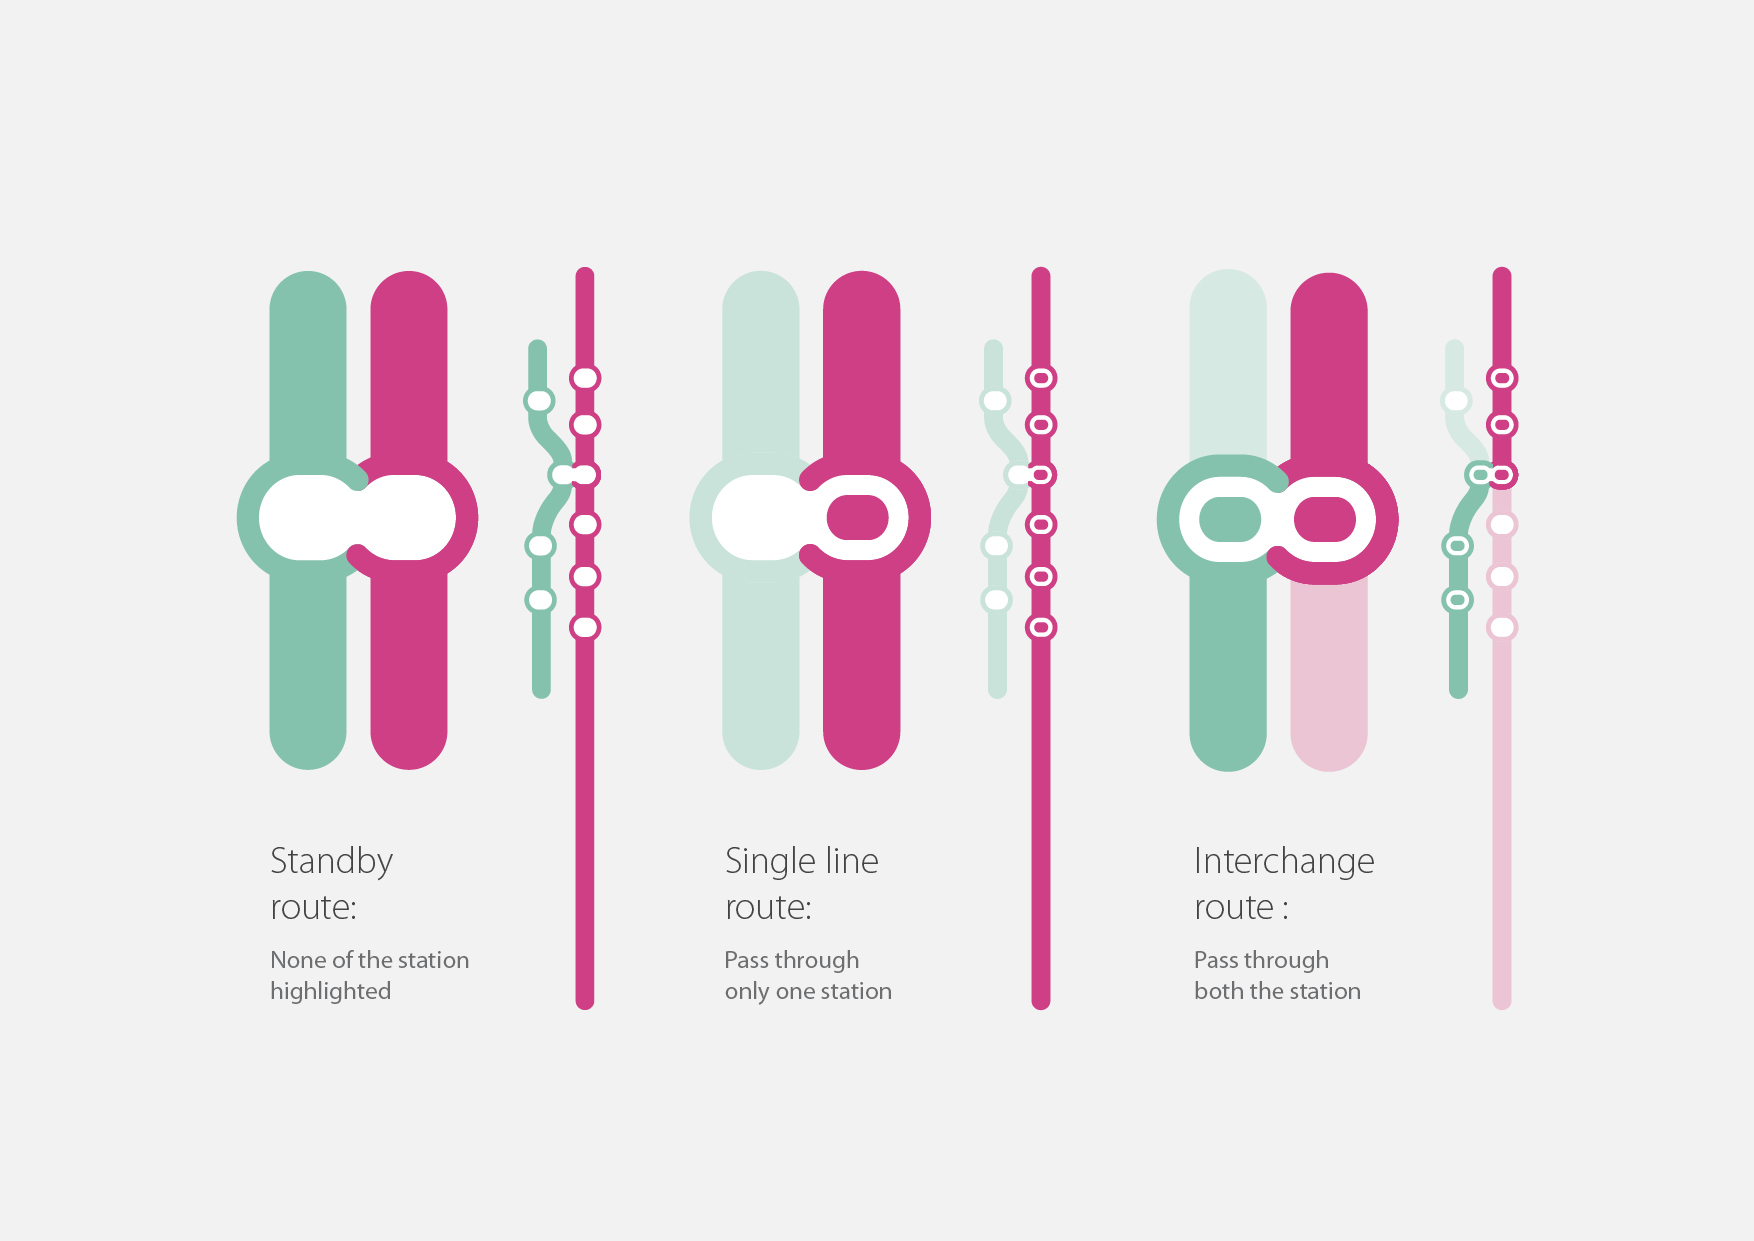 Standby
route:
None of the station
highlighted
Single line
route:
Pass through
only one station
Interchange
route :
Pass through
both the station